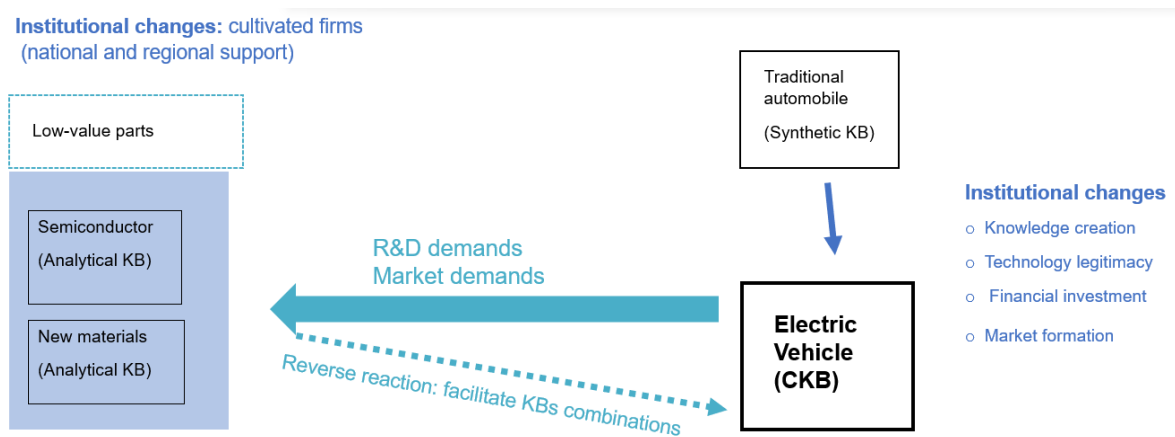 Institutional changes: cultivated firms
(national and regional support)
Low-value parts
Semiconductor
(Analytical KB)
New materials
(Analytical KB)
R&D demands
Market demands
Reverse reaction: facilitate KBs combinations
Traditional
automobile
(Synthetic KB)
Electric
Vehicle
(CKB)
Institutional changes
o Knowledge creation
o Technology legitimacy
o Financial investment
o Market formation